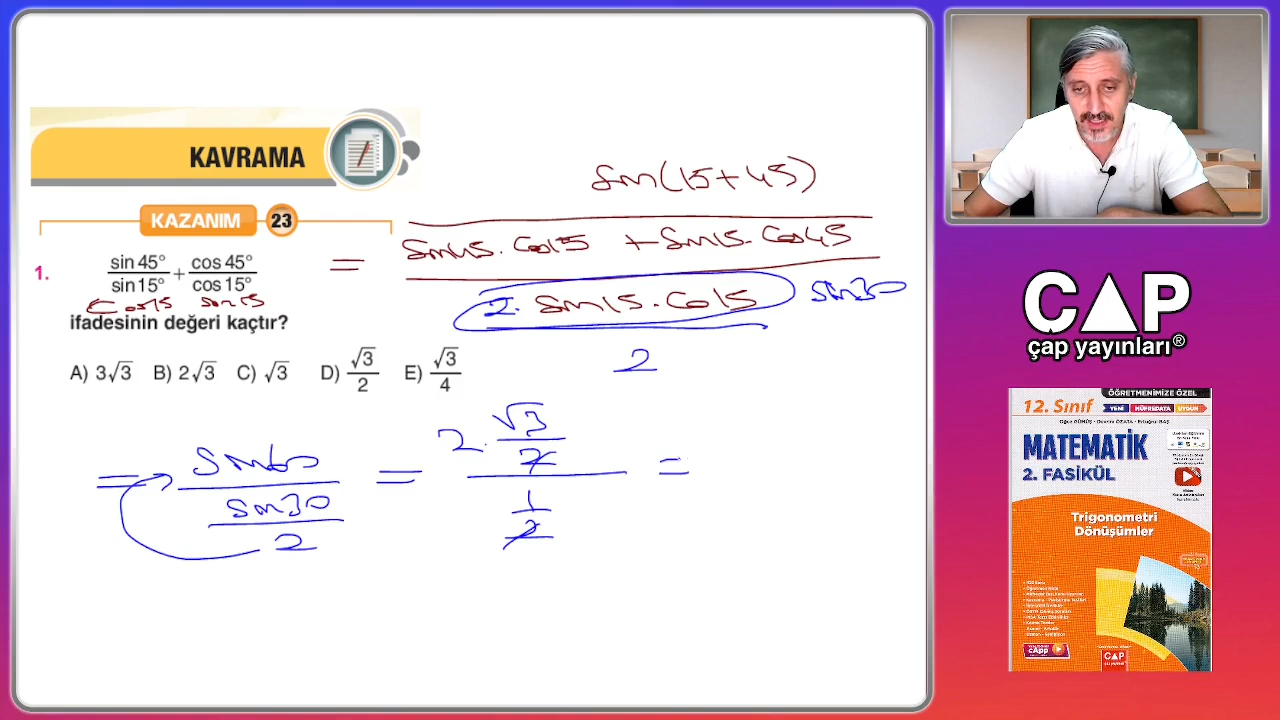 KAVRAMA
KAZANIM 23
1. sin 45° / sin 15° + cos 45° / cos 15°
cos15 sin15
ifadesinin değeri kaçtır?
A) 3√3 B) 2√3 C) √3 D) √3/2 E) √3/4
sin(15+45)
= sin45. cos15 + sin15. cos45
2. sin15. cos15 sin30
2
= sin60 / (sin30 / 2) = 2. √3/2 / (1/2) =
ÇAP
çap yayınları®
ÖĞRETMENİMİZE ÖZEL
12. Sınıf YENİ MÜFREDATA UYGUN
MATEMATİK
2. FASİKÜL
Trigonometri
Dönüşümler
ÇAP